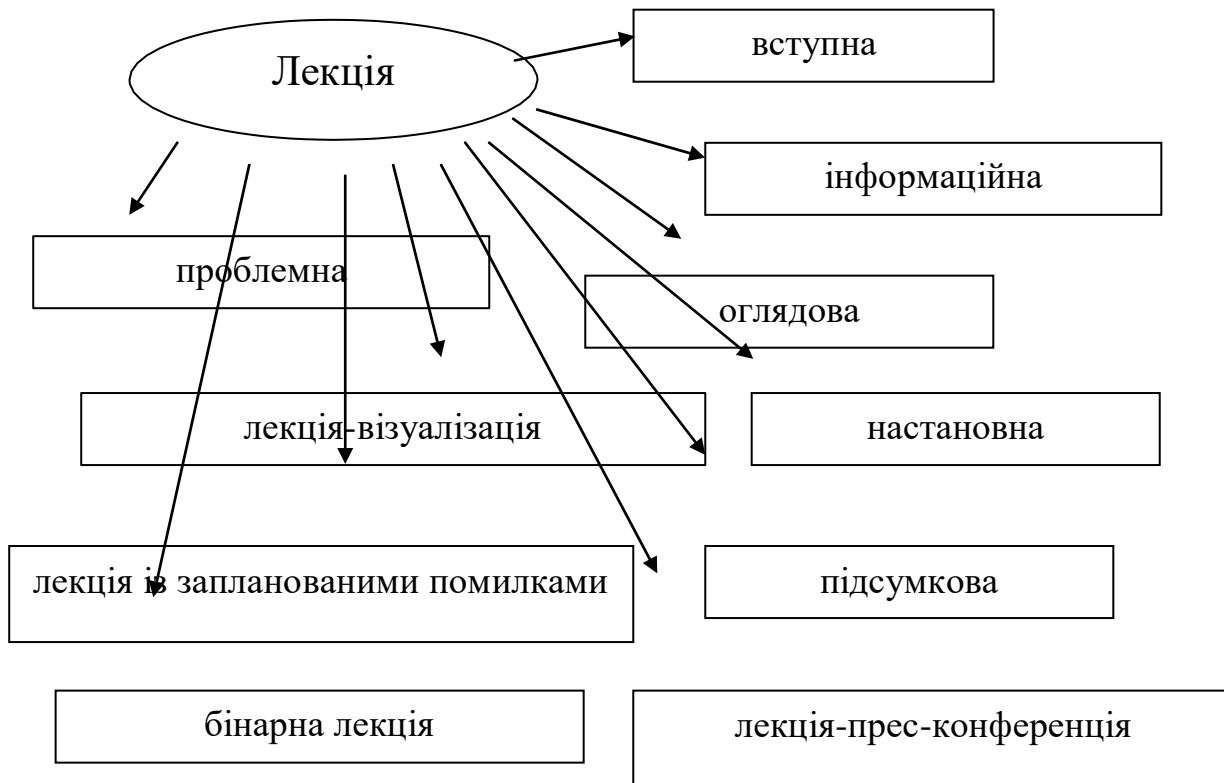 Лекція
вступна
інформаційна
проблемна
оглядова
лекція-візуалізація
настановна
лекція із запланованими помилками
підсумкова
бінарна лекція
лекція-прес-конференція